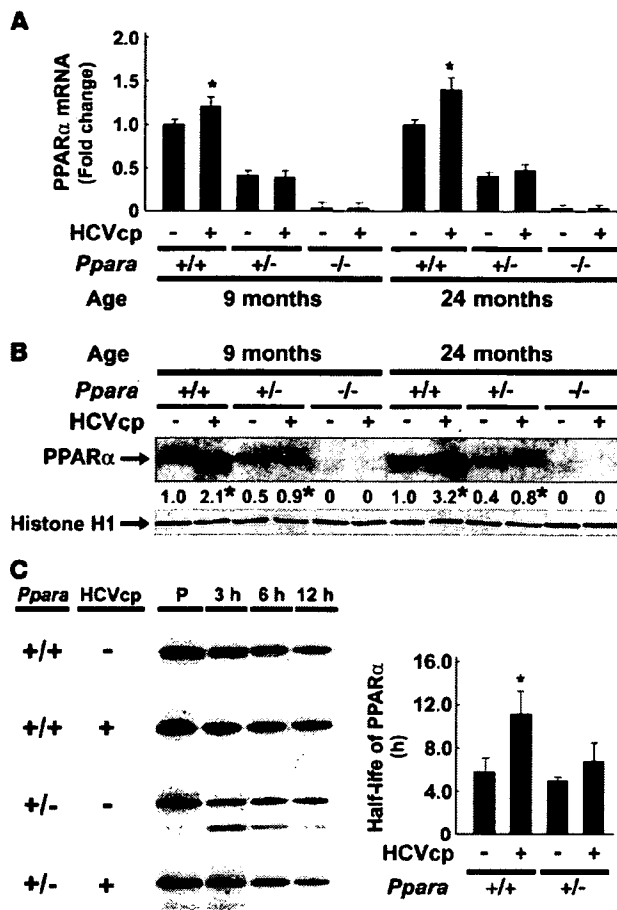 A
PPARα mRNA
(Fold change)
2.0
1.5
1.0
0.5
0
* *
HCVcp - + - + - + - + - + - +
Ppara +/+ +/- -/- +/+ +/- -/-
Age 9 months 24 months
B
Age 9 months 24 months
Ppara +/+ +/- -/- +/+ +/- -/-
HCVcp - + - + - + - + - + - +
PPARα
1.0 2.1* 0.5 0.9* 0 0 1.0 3.2* 0.4 0.8* 0 0
Histone H1
C
Ppara HCVcp P 3 h 6 h 12 h
+/+ -
+/+ +
+/- -
+/- +
Half-life of PPARα
(h)
16.0
12.0
8.0
4.0
0
*
HCVcp - + - +
Ppara +/+ +/-